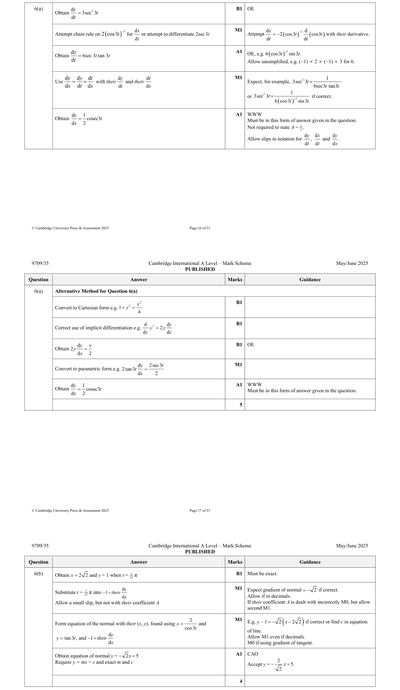 6(a) Obtain dy/dt = 3sec² 3t B1 OE
Attempt chain rule on 2(cos3t)⁻¹ for dx/dt or attempt to differentiate 2sec3t M1 Attempt dx/dt = −2(cos3t)⁻² d/dt (cos3t) with their derivative.
Obtain dx/dt = 6sec3t tan3t A1 OE, e.g. 6(cos3t)⁻² sin3t.
Allow unsimplified, e.g. (−1) × 2 × (−1) × 3 for 6.
Use dy/dx = dy/dt × dt/dx with their dy/dt and their dx/dt M1 Expect, for example, 3sec² 3t × 1/(6sec3t tan3t)
or 3sec² 3t × 1/(6(cos3t)⁻² sin3t) if correct.
Obtain dy/dx = 1/2 cosec3t A1 WWW
Must be in this form of answer given in the question.
Not required to state A = ½.
Allow slips in notation for dy/dt, dx/dt and dy/dx.
© Cambridge University Press & Assessment 2025 Page 16 of 21
9709/35 Cambridge International A Level – Mark Scheme May/June 2025
PUBLISHED
Question Answer Marks Guidance
6(a) Alternative Method for Question 6(a)
Convert to Cartesian form e.g. 1 + y² = x²/4 B1
Correct use of implicit differentiation e.g. d/dy y² = 2y dy/dx B1
Obtain 2y dy/dx = x/2 B1 OE
Convert to parametric form e.g. 2 tan3t dy/dx = 2sec3t/2 M1
Obtain dy/dx = 1/2 cosec3t A1 WWW
Must be in this form of answer given in the question.
5
© Cambridge University Press & Assessment 2025 Page 17 of 21
9709/35 Cambridge International A Level – Mark Scheme May/June 2025
PUBLISHED
Question Answer Marks Guidance
6(b) Obtain x = 2√2 and y = 1 when t = 1/12 π B1 Must be exact.
Substitute t = 1/12 π into −1 ÷ their dy/dx
Allow a small slip, but not with their coefficient A M1 Expect gradient of normal = −√2 if correct.
Allow if in decimals.
If their coefficient A is dealt with incorrectly M0, but allow
second M1.
Form equation of the normal with their (x, y), found using x = 2/cos3t and
y = tan3t, and −1 ÷ their dy/dx M1 E.g. y − 1 = −√2(x − 2√2) if correct or find c in equation
of line.
Allow M1 even if decimals.
M0 if using gradient of tangent.
Obtain equation of normal y = −√2x + 5
Require y = mx + c and exact m and c A1 CAO
Accept y = −2/√2 x + 5.
4